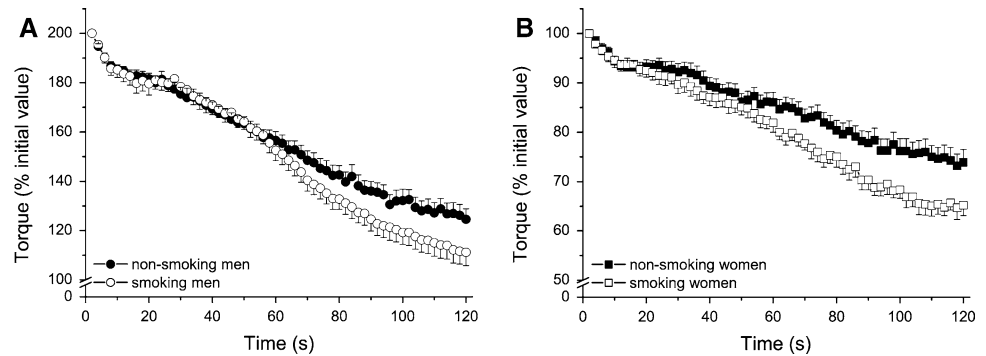 A
Torque (% initial value)
200
180
160
140
120
100
0
non-smoking men
smoking men
0 20 40 60 80 100 120
Time (s)
B
Torque (% initial value)
100
90
80
70
60
50
0
non-smoking women
smoking women
0 20 40 60 80 100 120
Time (s)